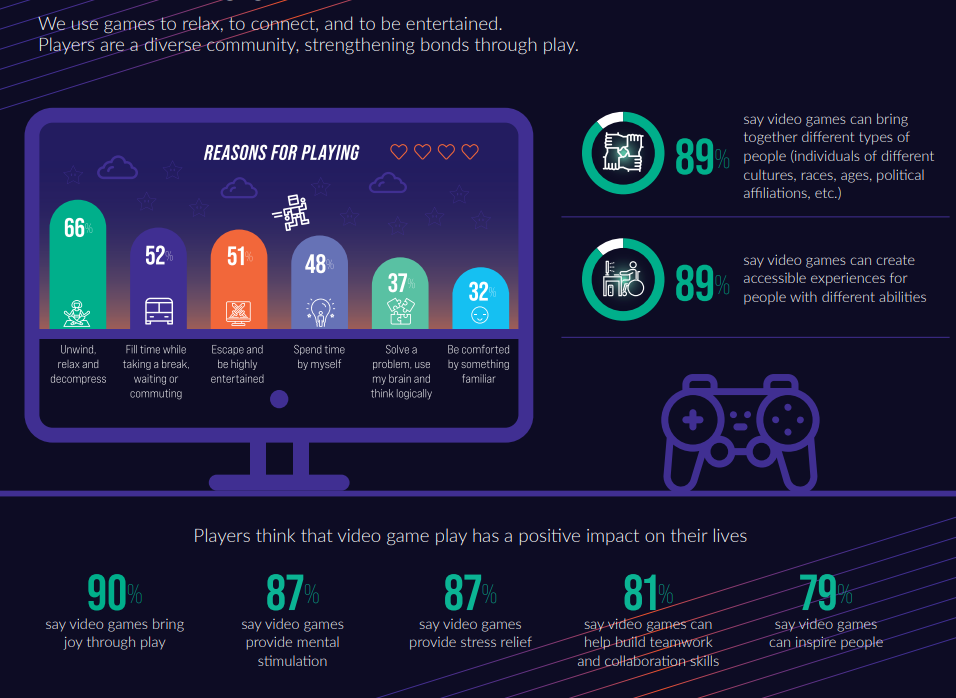 We use games to relax, to connect, and to be entertained.
Players are a diverse community, strengthening bonds through play.
REASONS FOR PLAYING
66%
52%
51%
48%
37%
32%
Unwind,
relax and
decompress
Fill time while
taking a break,
waiting or
commuting
Escape and
be highly
entertained
Spend time
by myself
Solve a
problem, use
my brain and
think logically
Be comforted
by something
familiar
89%
say video games can bring
together different types of
people (individuals of different
cultures, races, ages, political
affiliations, etc.)
89%
say video games can create
accessible experiences for
people with different abilities
Players think that video game play has a positive impact on their lives
90%
say video games bring
joy through play
87%
say video games
provide mental
stimulation
87%
say video games
provide stress relief
81%
say video games can
help build teamwork
and collaboration skills
79%
say video games
can inspire people